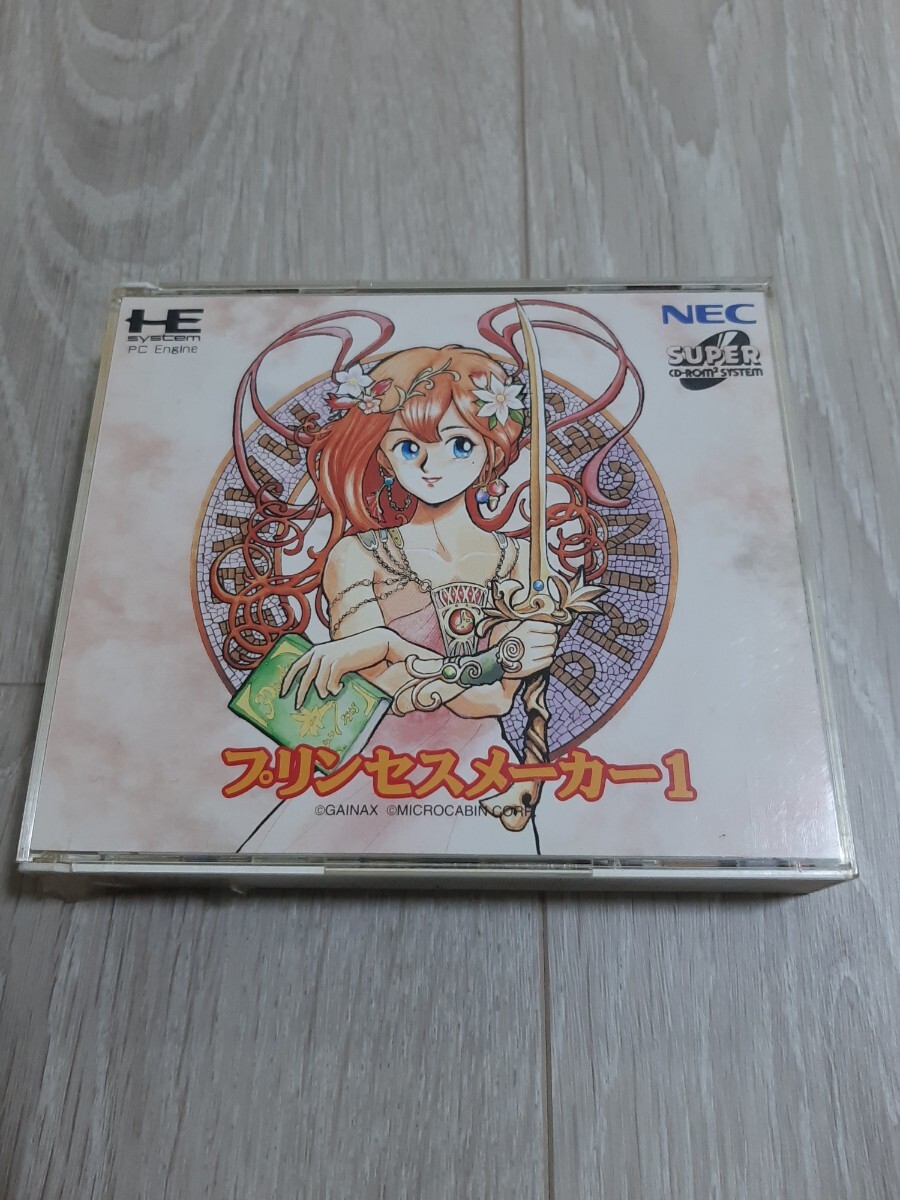 HE
system
PC Engine
NEC
SUPER
CD-ROM² SYSTEM
PRINCE
プリンセスメーカー1
©GAINAX ©MICROCABIN CORP.